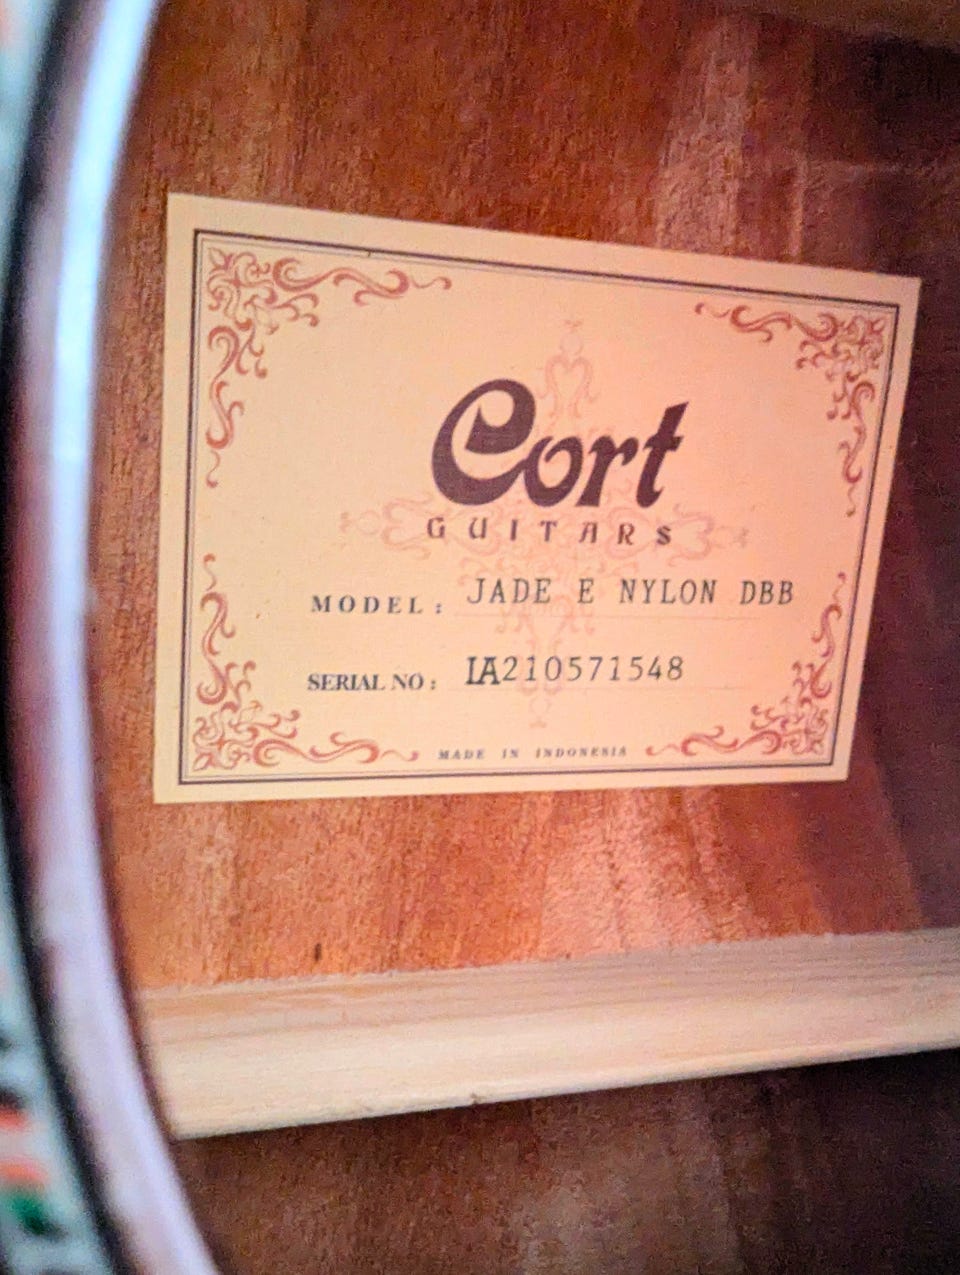 Cort
GUITARS
MODEL: JADE E NYLON DBB
SERIAL NO: IA210571548
MADE IN INDONESIA